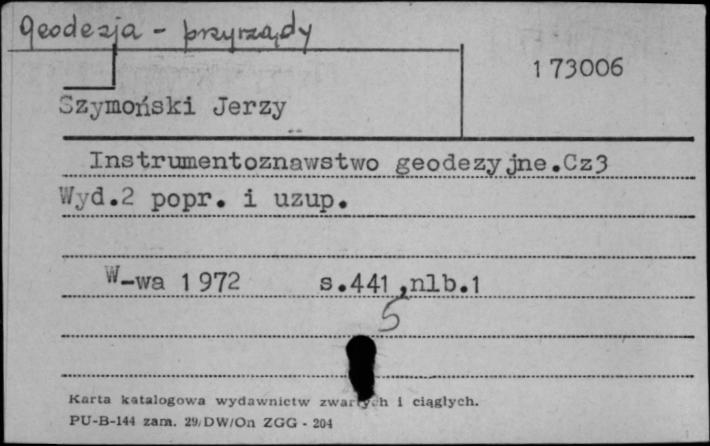 geodezja - przyrządy
173006
Szymoński Jerzy
Instrumentoznawstwo geodezyjne.Cz3
Wyd.2 popr. i uzup.
W-wa 1972 s.441,nlb.1
5
Karta katalogowa wydawnictw zwartych i ciągłych.
PU-B-144 zam. 29/DW/On ZGG - 204